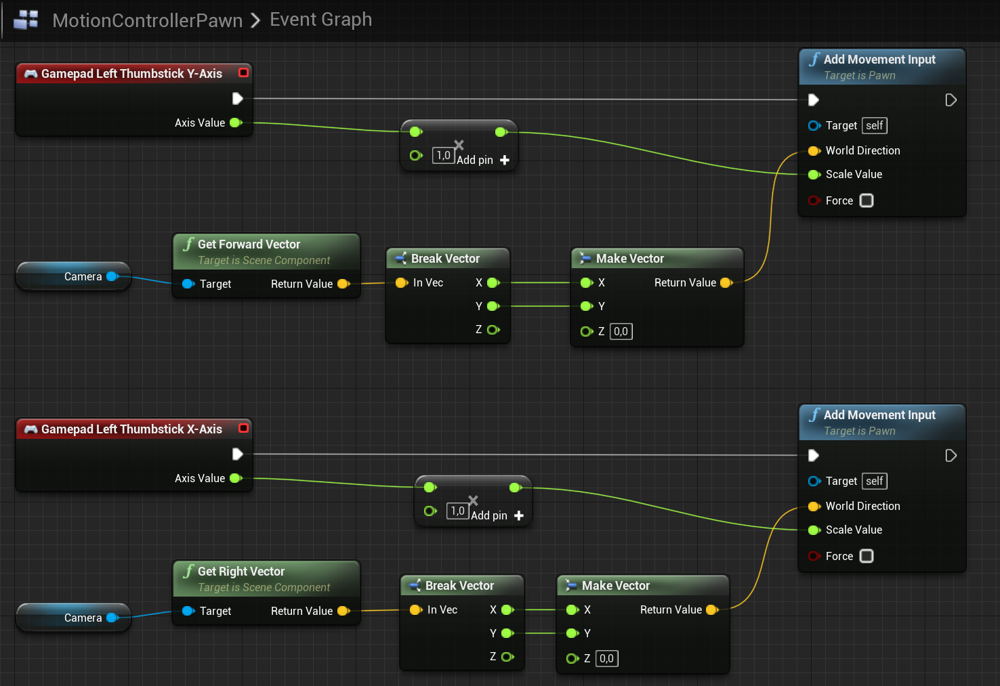 MotionControllerPawn > Event Graph
Gamepad Left Thumbstick Y-Axis
Axis Value
1,0
Add pin
Add Movement Input
Target is Pawn
Target self
World Direction
Scale Value
Force
Camera
Get Forward Vector
Target is Scene Component
Target Return Value
Break Vector
In Vec X
Y
Z
Make Vector
X Return Value
Y
Z 0,0
Gamepad Left Thumbstick X-Axis
Axis Value
1,0
Add pin
Add Movement Input
Target is Pawn
Target self
World Direction
Scale Value
Force
Camera
Get Right Vector
Target is Scene Component
Target Return Value
Break Vector
In Vec X
Y
Z
Make Vector
X Return Value
Y
Z 0,0